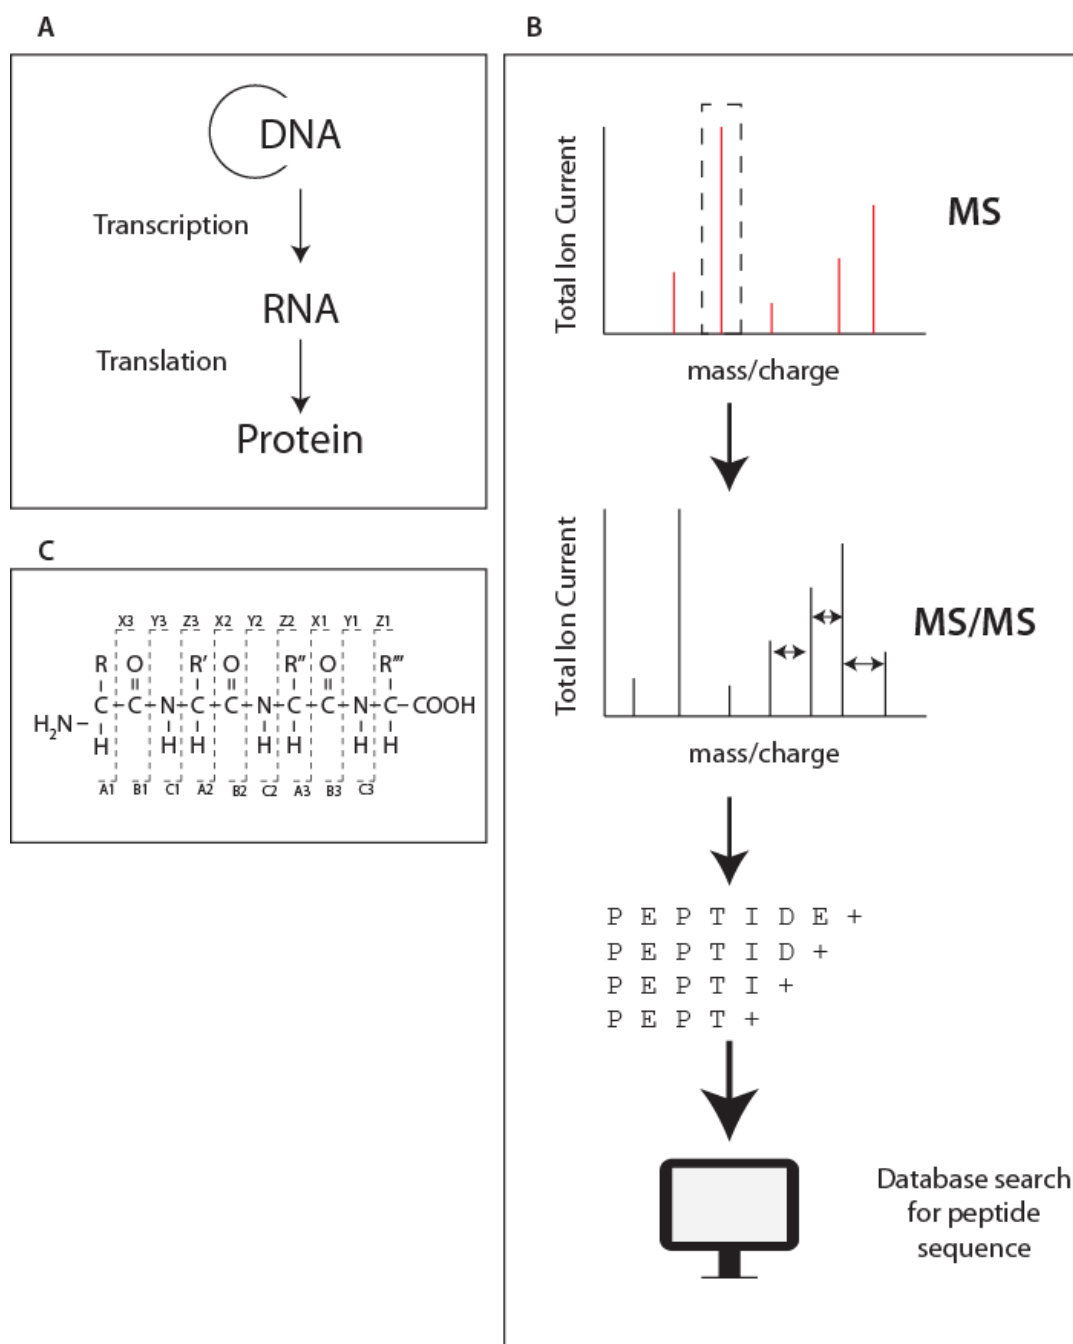 A
DNA
Transcription
RNA
Translation
Protein
B
Total Ion Current
MS
mass/charge
Total Ion Current
MS/MS
mass/charge
P E P T I D E +
P E P T I D +
P E P T I +
P E P T +
Database search
for peptide
sequence
C
X3 Y3 Z3 X2 Y2 Z2 X1 Y1 Z1
R O R' O R" O R"'
H₂N – C – C – N – C – C – N – C – C – N – C – COOH
H H H H H H H
A1 B1 C1 A2 B2 C2 A3 B3 C3